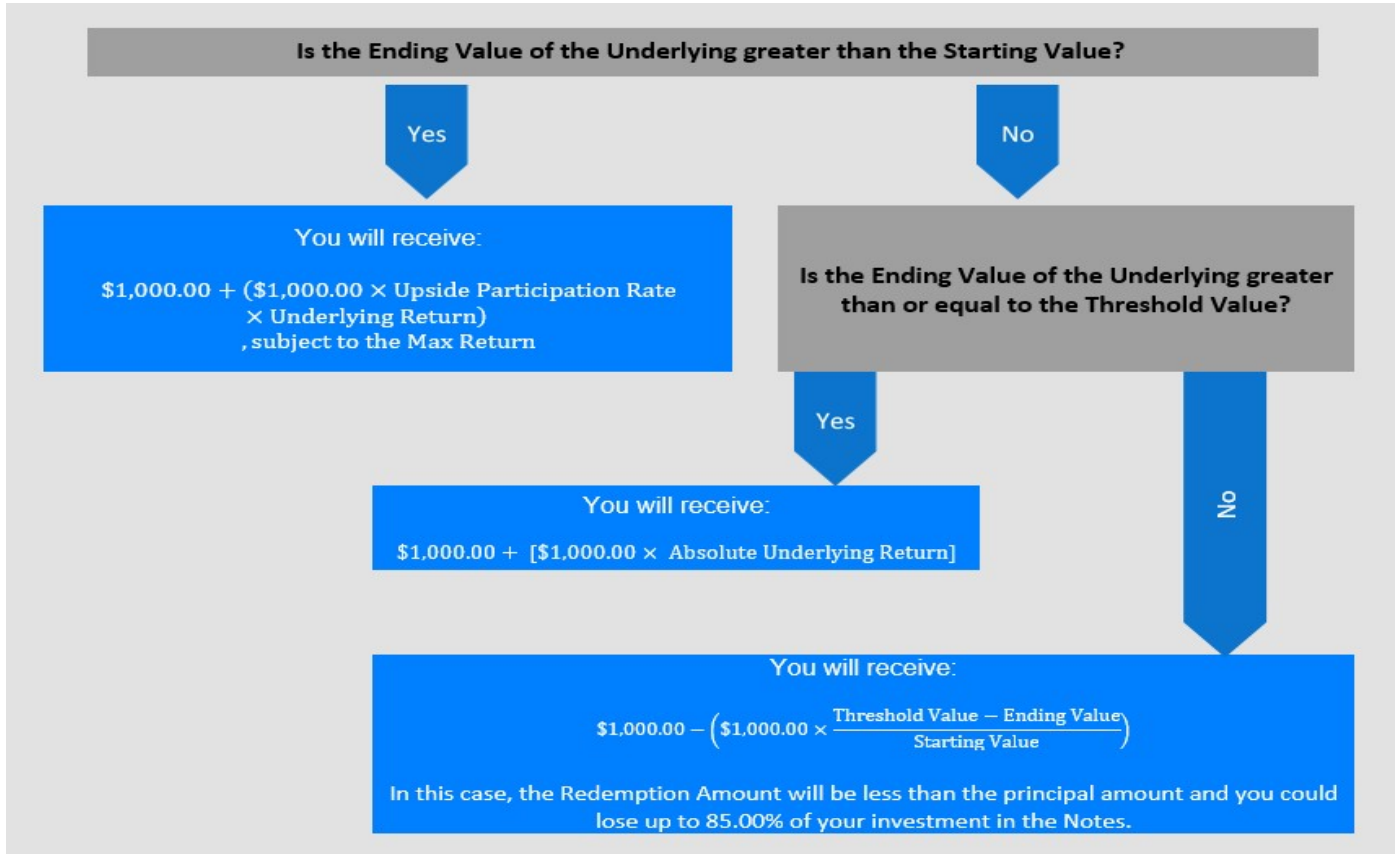 Is the Ending Value of the Underlying greater than the Starting Value?
Yes
No
You will receive:
$1,000.00 + ($1,000.00 × Upside Participation Rate
× Underlying Return)
, subject to the Max Return
Is the Ending Value of the Underlying greater
than or equal to the Threshold Value?
Yes
No
You will receive:
$1,000.00 + [$1,000.00 × Absolute Underlying Return]
You will receive:
$1,000.00 − ($1,000.00 × Threshold Value − Ending Value / Starting Value)
In this case, the Redemption Amount will be less than the principal amount and you could
lose up to 85.00% of your investment in the Notes.